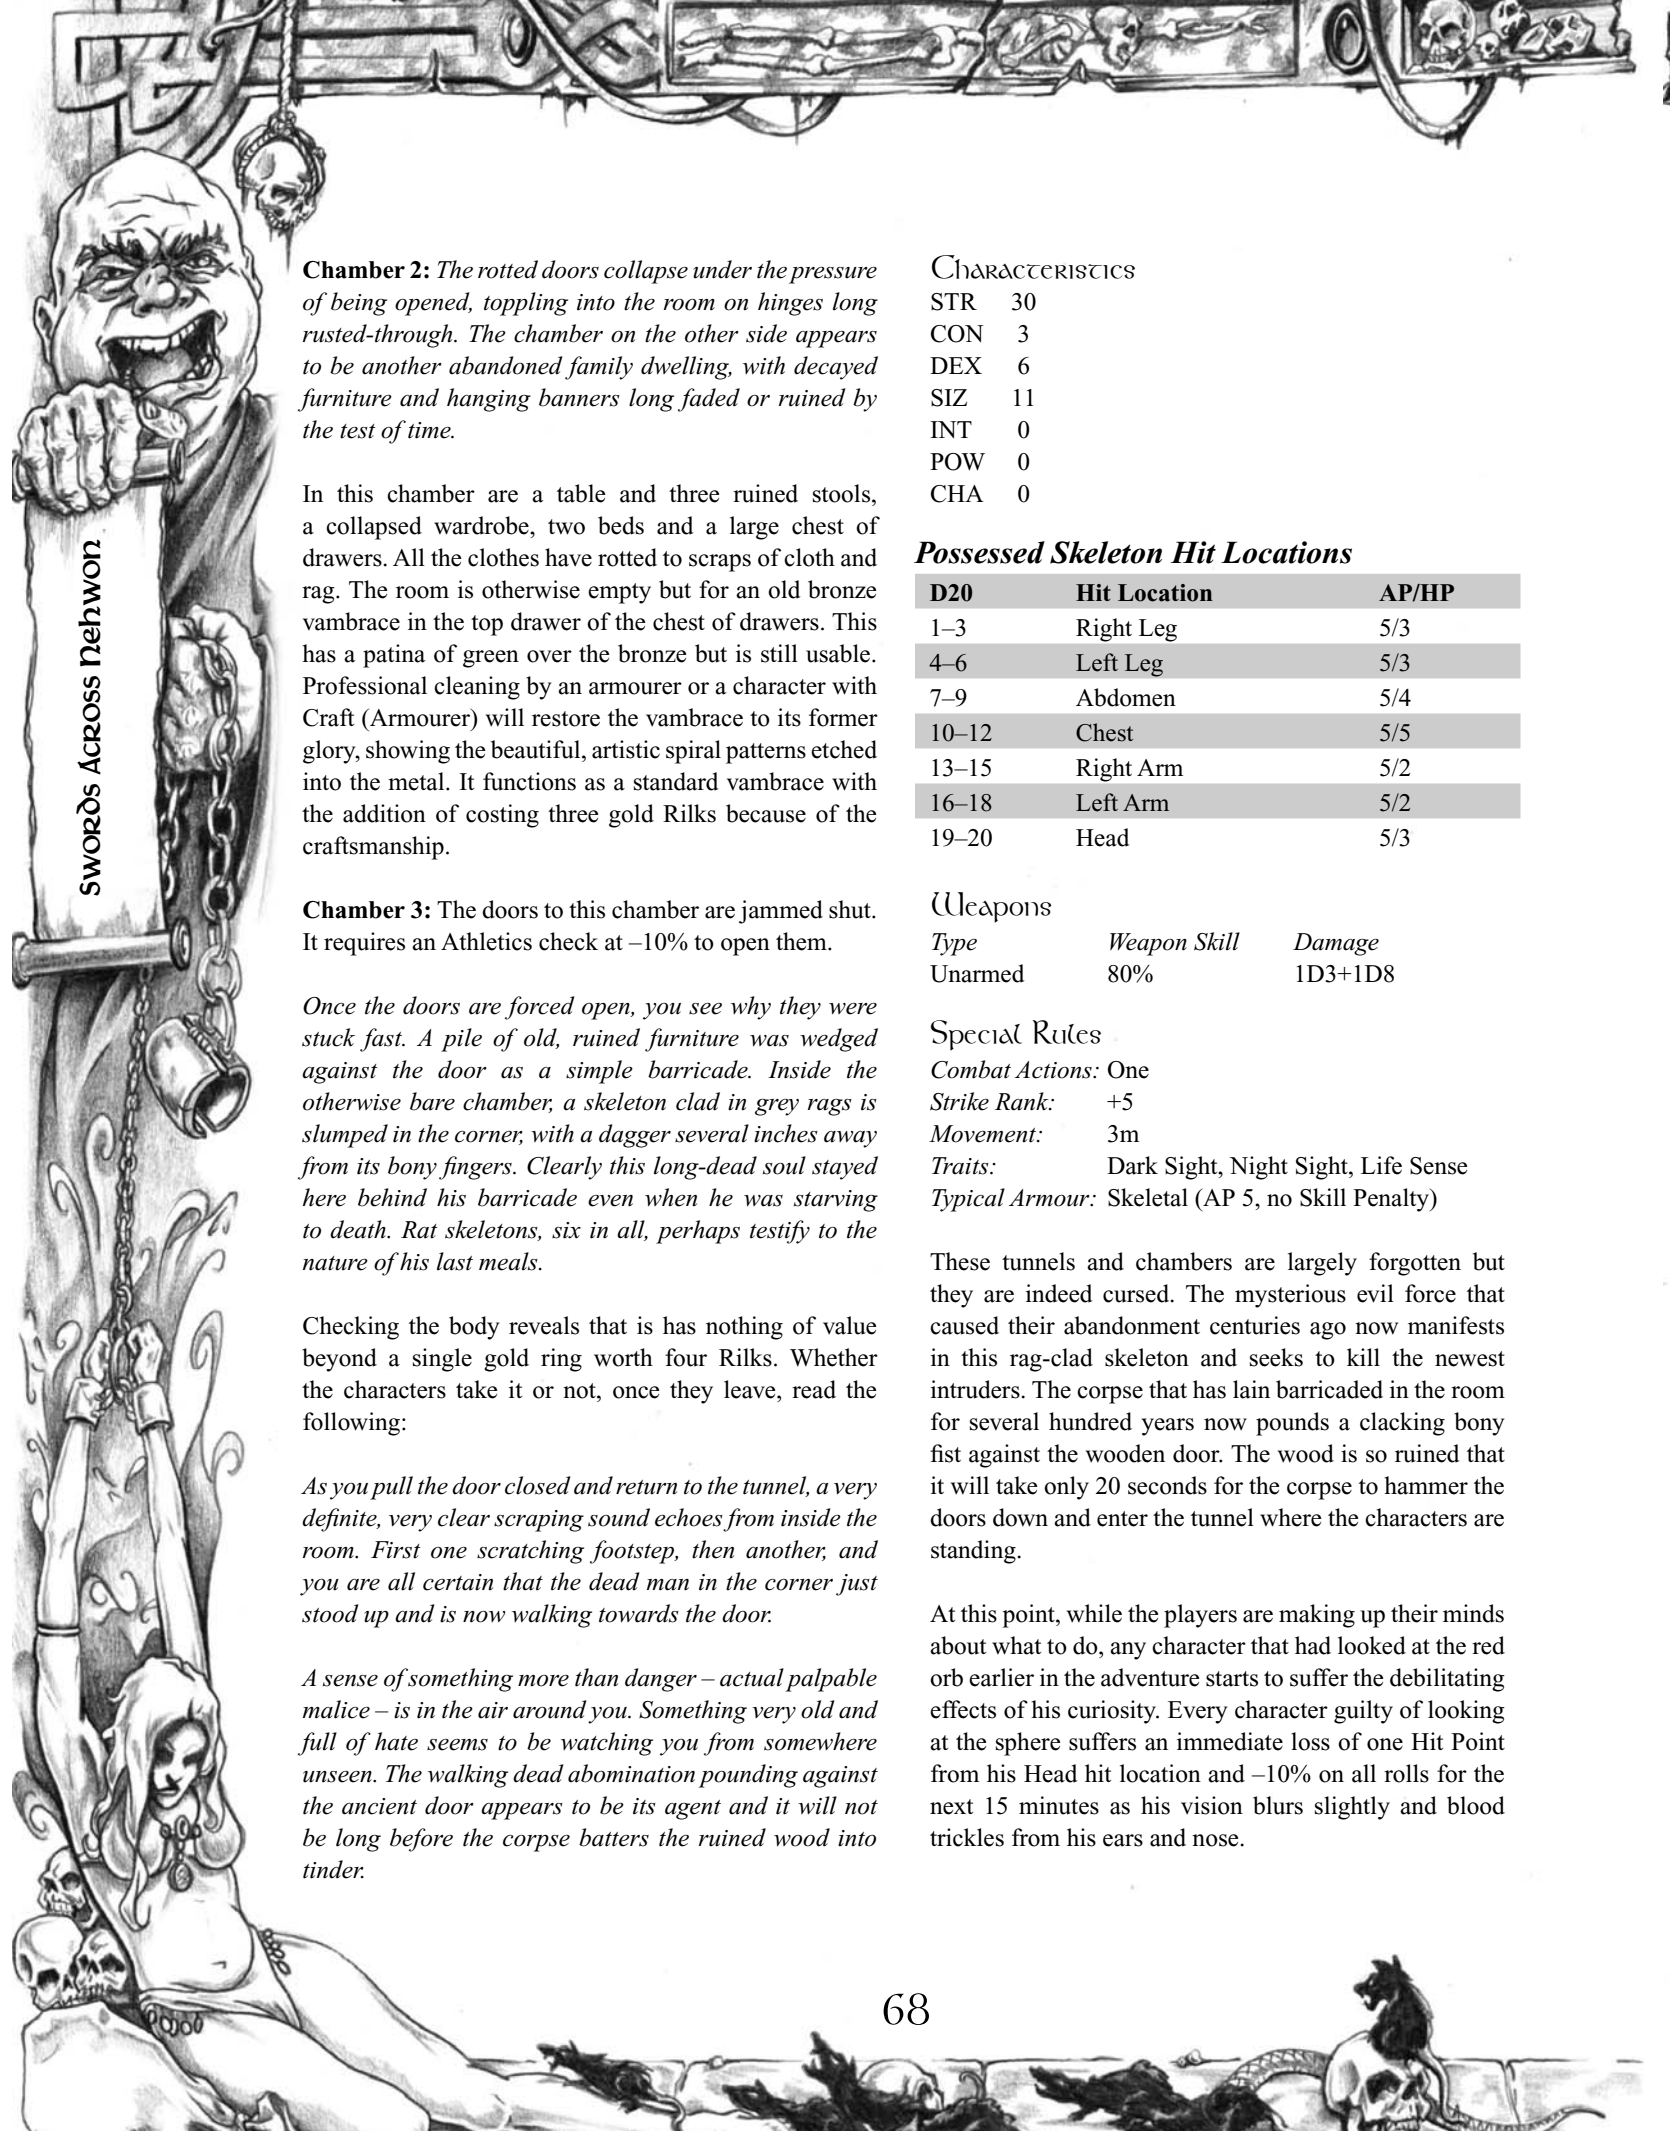 Swords Across Nehwon
Chamber 2: The rotted doors collapse under the pressure
of being opened, toppling into the room on hinges long
rusted-through. The chamber on the other side appears
to be another abandoned family dwelling, with decayed
furniture and hanging banners long faded or ruined by
the test of time.
In this chamber are a table and three ruined stools,
a collapsed wardrobe, two beds and a large chest of
drawers. All the clothes have rotted to scraps of cloth and
rag. The room is otherwise empty but for an old bronze
vambrace in the top drawer of the chest of drawers. This
has a patina of green over the bronze but is still usable.
Professional cleaning by an armourer or a character with
Craft (Armourer) will restore the vambrace to its former
glory, showing the beautiful, artistic spiral patterns etched
into the metal. It functions as a standard vambrace with
the addition of costing three gold Rilks because of the
craftsmanship.
Chamber 3: The doors to this chamber are jammed shut.
It requires an Athletics check at –10% to open them.
Once the doors are forced open, you see why they were
stuck fast. A pile of old, ruined furniture was wedged
against the door as a simple barricade. Inside the
otherwise bare chamber, a skeleton clad in grey rags is
slumped in the corner, with a dagger several inches away
from its bony fingers. Clearly this long-dead soul stayed
here behind his barricade even when he was starving
to death. Rat skeletons, six in all, perhaps testify to the
nature of his last meals.
Checking the body reveals that is has nothing of value
beyond a single gold ring worth four Rilks. Whether
the characters take it or not, once they leave, read the
following:
As you pull the door closed and return to the tunnel, a very
definite, very clear scraping sound echoes from inside the
room. First one scratching footstep, then another, and
you are all certain that the dead man in the corner just
stood up and is now walking towards the door.
A sense of something more than danger – actual palpable
malice – is in the air around you. Something very old and
full of hate seems to be watching you from somewhere
unseen. The walking dead abomination pounding against
the ancient door appears to be its agent and it will not
be long before the corpse batters the ruined wood into
tinder.
Characteristics
STR 30
CON 3
DEX 6
SIZ 11
INT 0
POW 0
CHA 0
Possessed Skeleton Hit Locations
D20 Hit Location AP/HP
1–3 Right Leg 5/3
4–6 Left Leg 5/3
7–9 Abdomen 5/4
10–12 Chest 5/5
13–15 Right Arm 5/2
16–18 Left Arm 5/2
19–20 Head 5/3
Weapons
Type Weapon Skill Damage
Unarmed 80% 1D3+1D8
Special Rules
Combat Actions: One
Strike Rank: +5
Movement: 3m
Traits: Dark Sight, Night Sight, Life Sense
Typical Armour: Skeletal (AP 5, no Skill Penalty)
These tunnels and chambers are largely forgotten but
they are indeed cursed. The mysterious evil force that
caused their abandonment centuries ago now manifests
in this rag-clad skeleton and seeks to kill the newest
intruders. The corpse that has lain barricaded in the room
for several hundred years now pounds a clacking bony
fist against the wooden door. The wood is so ruined that
it will take only 20 seconds for the corpse to hammer the
doors down and enter the tunnel where the characters are
standing.
At this point, while the players are making up their minds
about what to do, any character that had looked at the red
orb earlier in the adventure starts to suffer the debilitating
effects of his curiosity. Every character guilty of looking
at the sphere suffers an immediate loss of one Hit Point
from his Head hit location and –10% on all rolls for the
next 15 minutes as his vision blurs slightly and blood
trickles from his ears and nose.
68